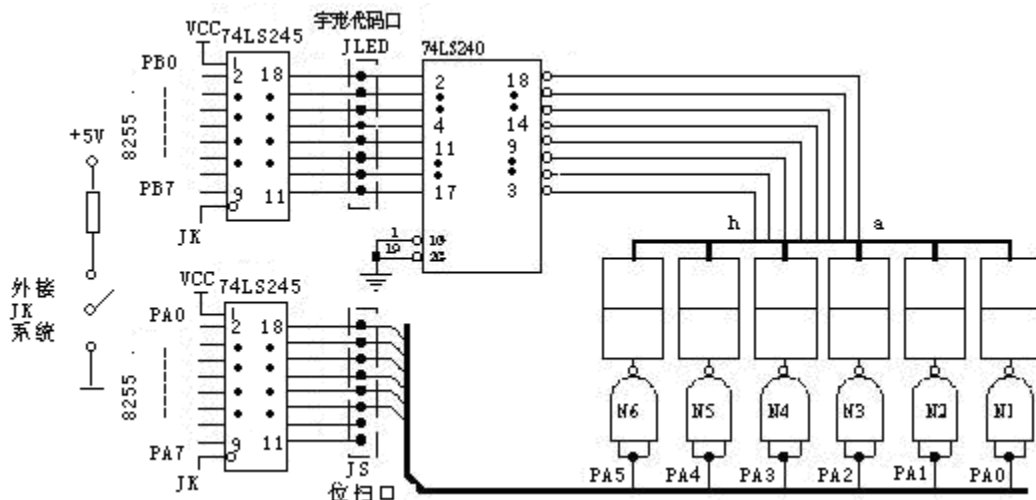 字形代码口
VCC 74LS245 JLED 74LS240
PB0 1
2 18 2 18
4 14
8255 11 9
PB7 9 11 17 3
+5V
JK
1 1G
19 2G
h a
外接
JK
系统
VCC 74LS245
PA0 1
2 18
8255
PA7 9 11
JK JS
位扫口
N6 N5 N4 N3 N2 N1
PA5 PA4 PA3 PA2 PA1 PA0